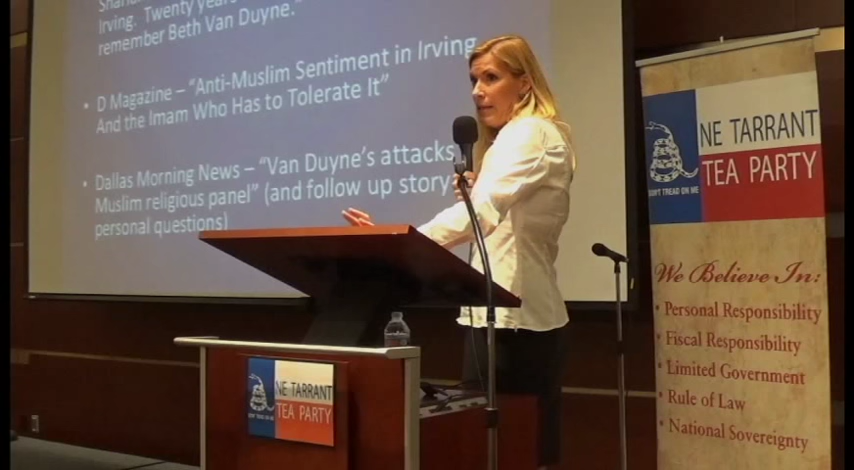 Irving. Twenty years
remember Beth Van Duyne."
• D Magazine – "Anti-Muslim Sentiment in Irving,
And the Imam Who Has to Tolerate It"
• Dallas Morning News – "Van Duyne's attacks
Muslim religious panel" (and follow up story
personal questions)
NE TARRANT
TEA PARTY
DON'T TREAD ON ME
We Believe In:
• Personal Responsibility
• Fiscal Responsibility
• Limited Government
• Rule of Law
• National Sovereignty
NE TARRANT
TEA PARTY